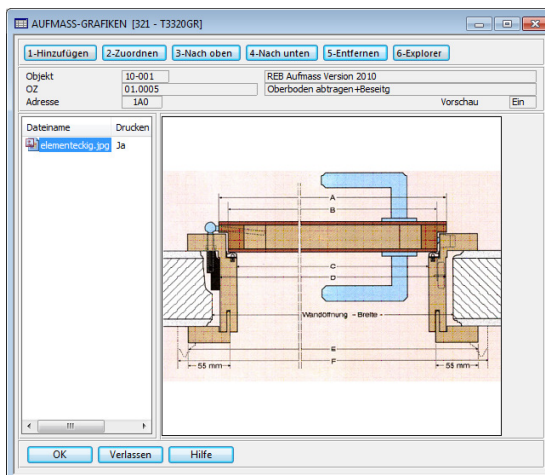 AUFMASS-GRAFIKEN [321 - T3320GR]
1-Hinzufügen 2-Zuordnen 3-Nach oben 4-Nach unten 5-Entfernen 6-Explorer
Objekt 10-001 REB Aufmass Version 2010
OZ 01.0005 Oberboden abtragen+Beseitg
Adresse 1A0 Vorschau Ein
Dateiname Drucken
elementeckig.jpg Ja
A
B
C
D
Wandöffnung - Breite -
E
F
55 mm 55 mm
OK Verlassen Hilfe